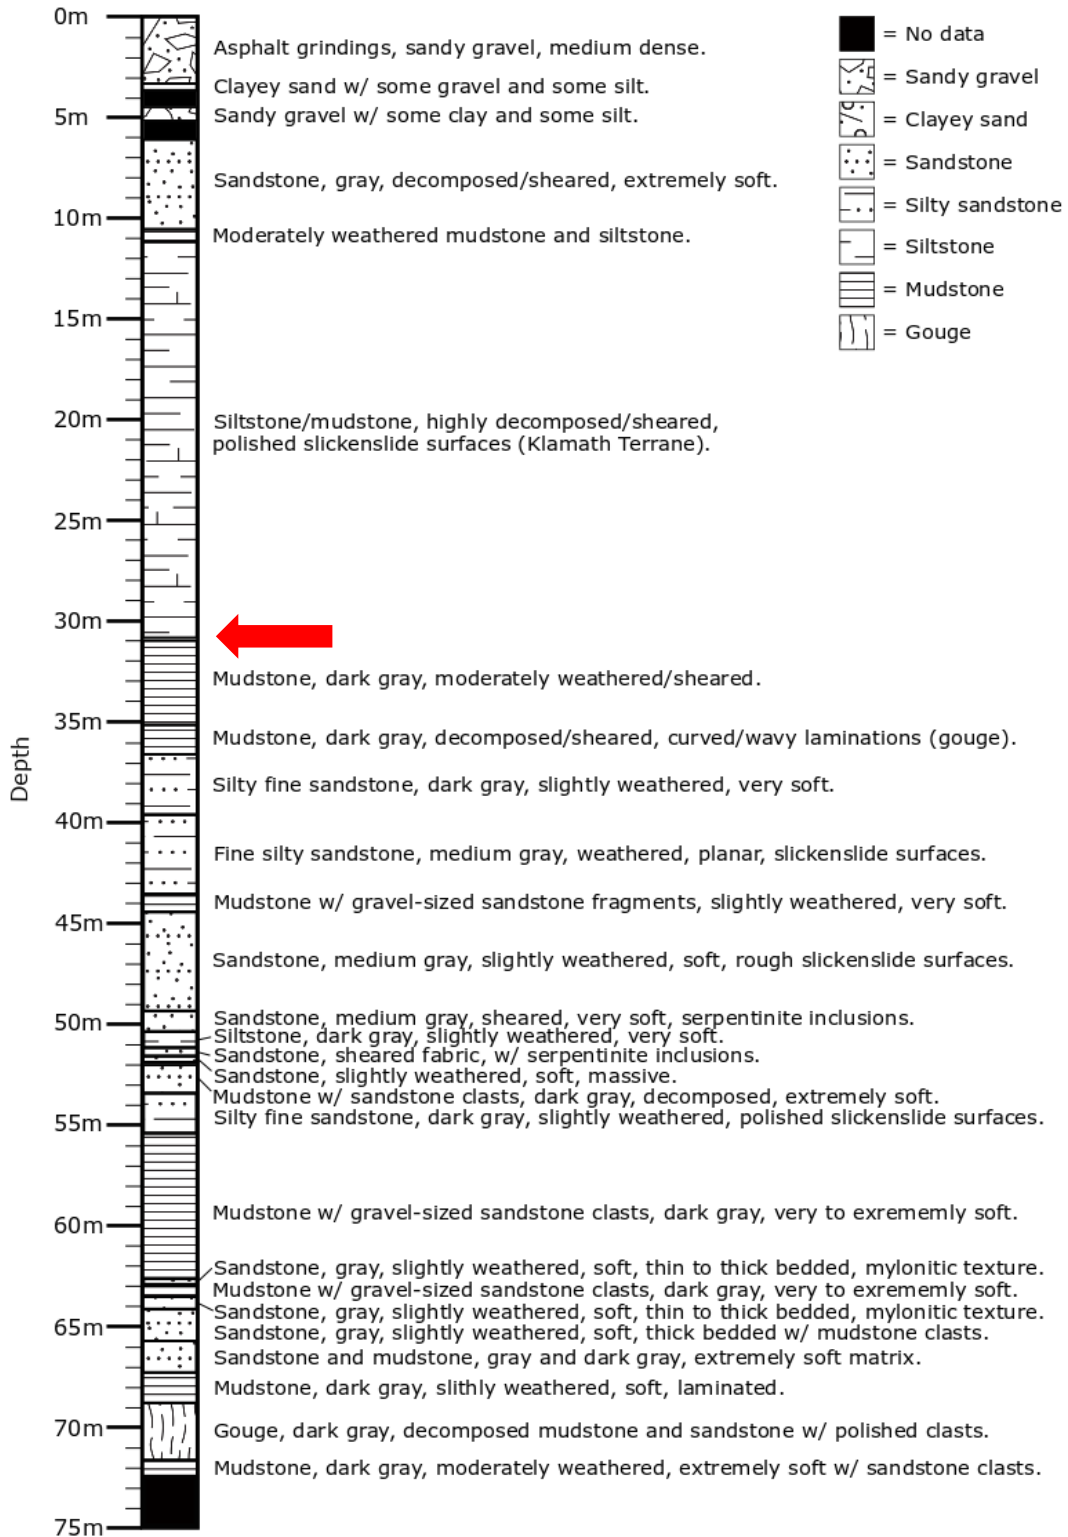 0m
Asphalt grindings, sandy gravel, medium dense.
Clayey sand w/ some gravel and some silt.
5m
Sandy gravel w/ some clay and some silt.
Sandstone, gray, decomposed/sheared, extremely soft.
10m
Moderately weathered mudstone and siltstone.
15m
20m
Siltstone/mudstone, highly decomposed/sheared,
polished slickenslide surfaces (Klamath Terrane).
25m
30m
Mudstone, dark gray, moderately weathered/sheared.
35m
Mudstone, dark gray, decomposed/sheared, curved/wavy laminations (gouge).
Depth
Silty fine sandstone, dark gray, slightly weathered, very soft.
40m
Fine silty sandstone, medium gray, weathered, planar, slickenslide surfaces.
Mudstone w/ gravel-sized sandstone fragments, slightly weathered, very soft.
45m
Sandstone, medium gray, slightly weathered, soft, rough slickenslide surfaces.
50m
Sandstone, medium gray, sheared, very soft, serpentinite inclusions.
Siltstone, dark gray, slightly weathered, very soft.
Sandstone, sheared fabric, w/ serpentinite inclusions.
Sandstone, slightly weathered, soft, massive.
Mudstone w/ sandstone clasts, dark gray, decomposed, extremely soft.
Silty fine sandstone, dark gray, slightly weathered, polished slickenslide surfaces.
55m
Mudstone w/ gravel-sized sandstone clasts, dark gray, very to exrememly soft.
60m
Sandstone, gray, slightly weathered, soft, thin to thick bedded, mylonitic texture.
Mudstone w/ gravel-sized sandstone clasts, dark gray, very to exrememly soft.
Sandstone, gray, slightly weathered, soft, thin to thick bedded, mylonitic texture.
65m
Sandstone, gray, slightly weathered, soft, thick bedded w/ mudstone clasts.
Sandstone and mudstone, gray and dark gray, extremely soft matrix.
Mudstone, dark gray, slithly weathered, soft, laminated.
70m
Gouge, dark gray, decomposed mudstone and sandstone w/ polished clasts.
Mudstone, dark gray, moderately weathered, extremely soft w/ sandstone clasts.
75m
= No data
= Sandy gravel
= Clayey sand
= Sandstone
= Silty sandstone
= Siltstone
= Mudstone
= Gouge